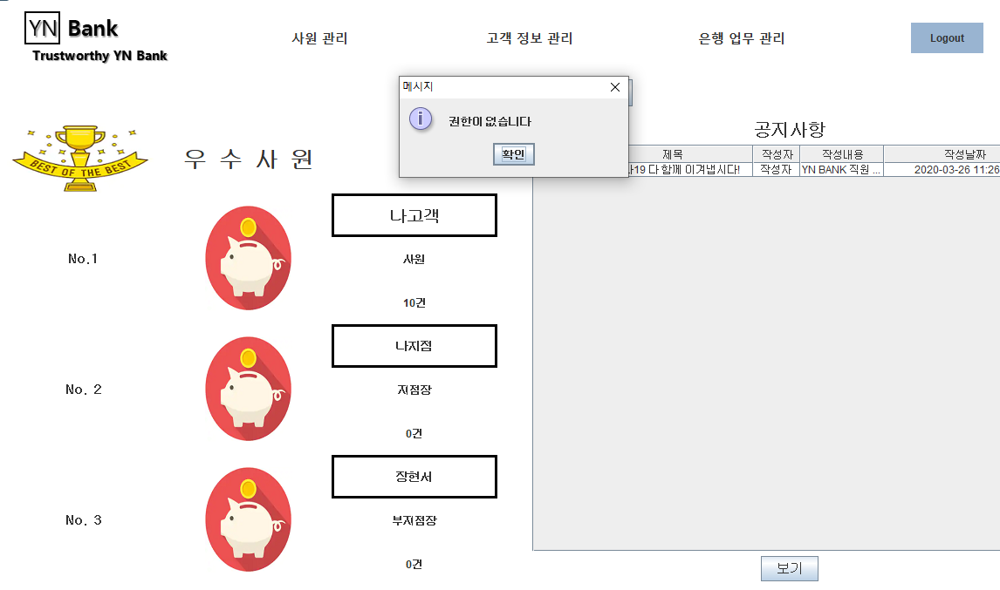 YN Bank
Trustworthy YN Bank
사원 관리
고객 정보 관리
은행 업무 관리
Logout
메시지
권한이 없습니다
확인
BEST OF THE BEST
우 수 사 원
No.1
나고객
사원
10건
No. 2
나지점
지점장
0건
No. 3
장현서
부지점장
0건
공지사항
제목 작성자 작성내용 작성날짜
19 다 함께 이겨냅시다! 작성자 YN BANK 직원 ... 2020-03-26 11:26
보기